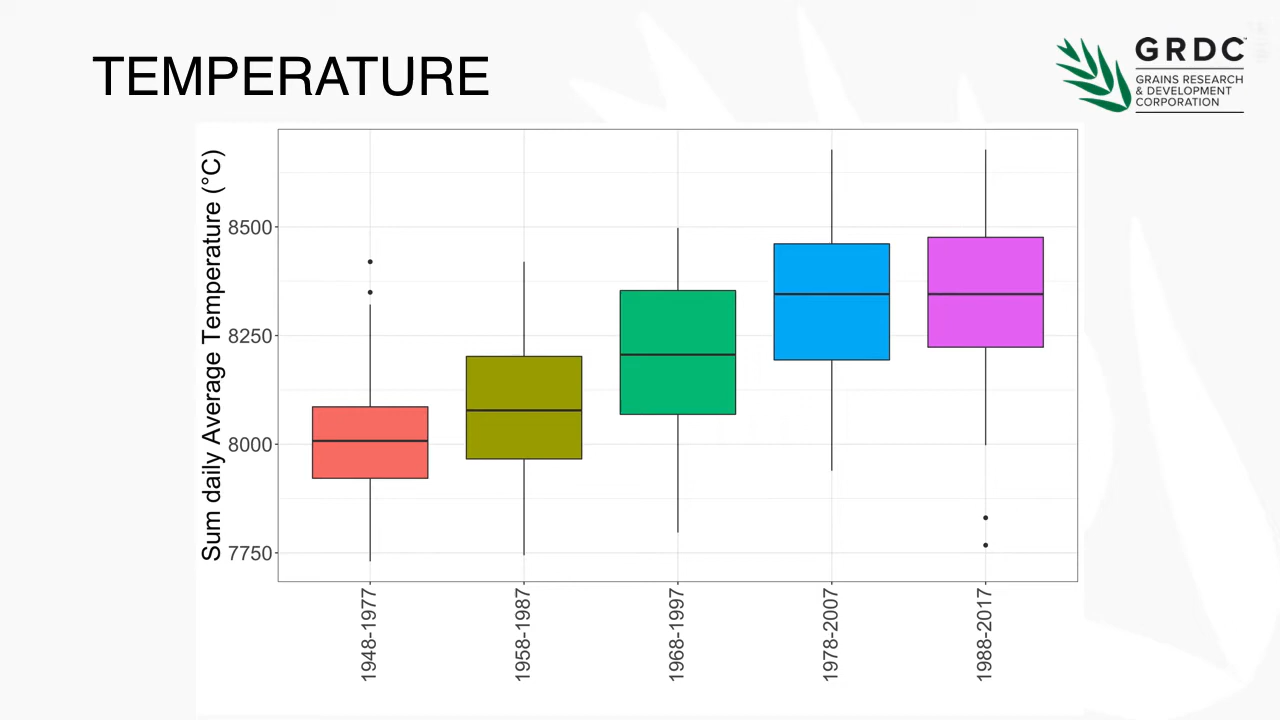 TEMPERATURE
GRDC™
GRAINS RESEARCH
& DEVELOPMENT
CORPORATION
Sum daily Average Temperature (°C)
8500
8250
8000
7750
1948-1977
1958-1987
1968-1997
1978-2007
1988-2017